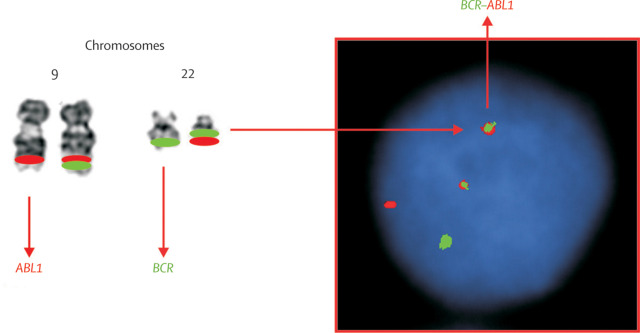 BCR–ABL1
Chromosomes
9 22
ABL1 BCR